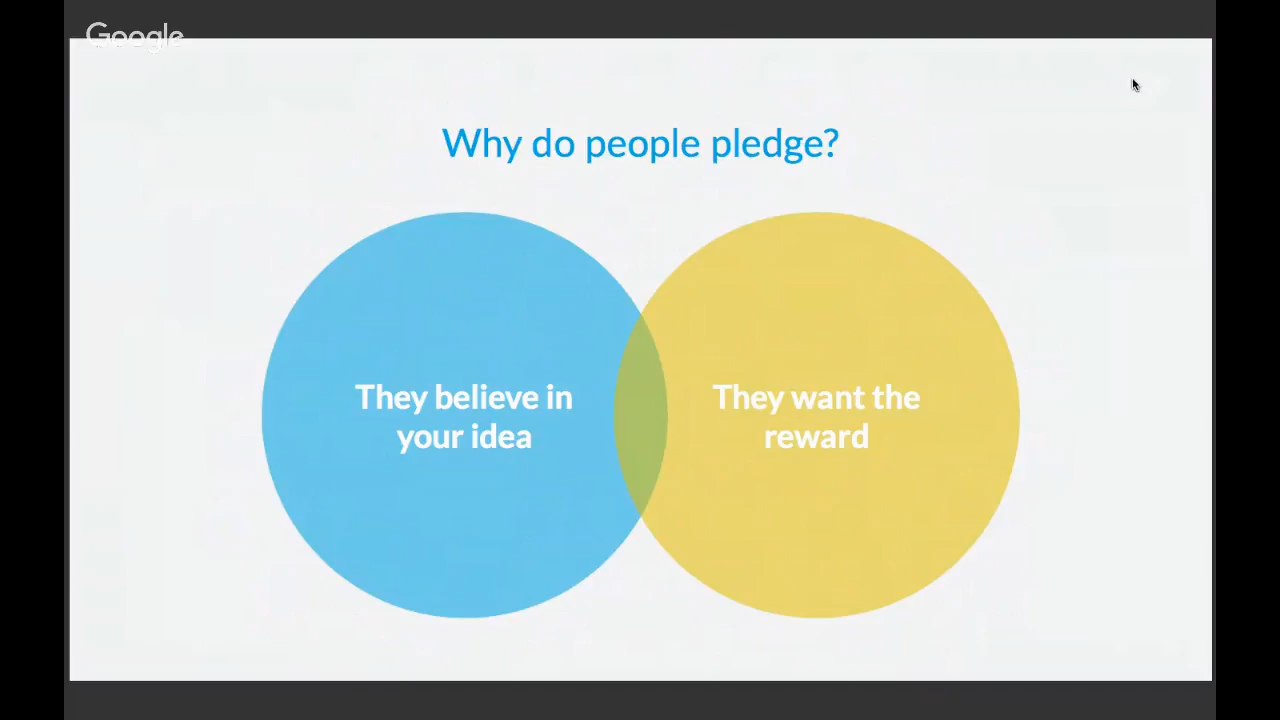 Google
Why do people pledge?
They believe in
your idea
They want the
reward